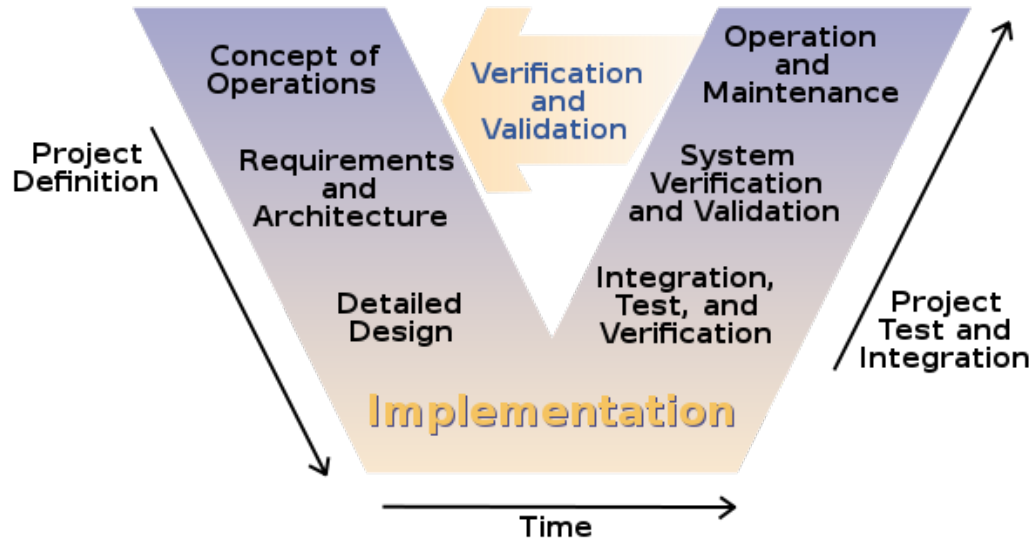 Concept of
Operations
Verification
and
Validation
Operation
and
Maintenance
Project
Definition
Requirements
and
Architecture
System
Verification
and Validation
Detailed
Design
Integration,
Test, and
Verification
Project
Test and
Integration
Implementation
Time